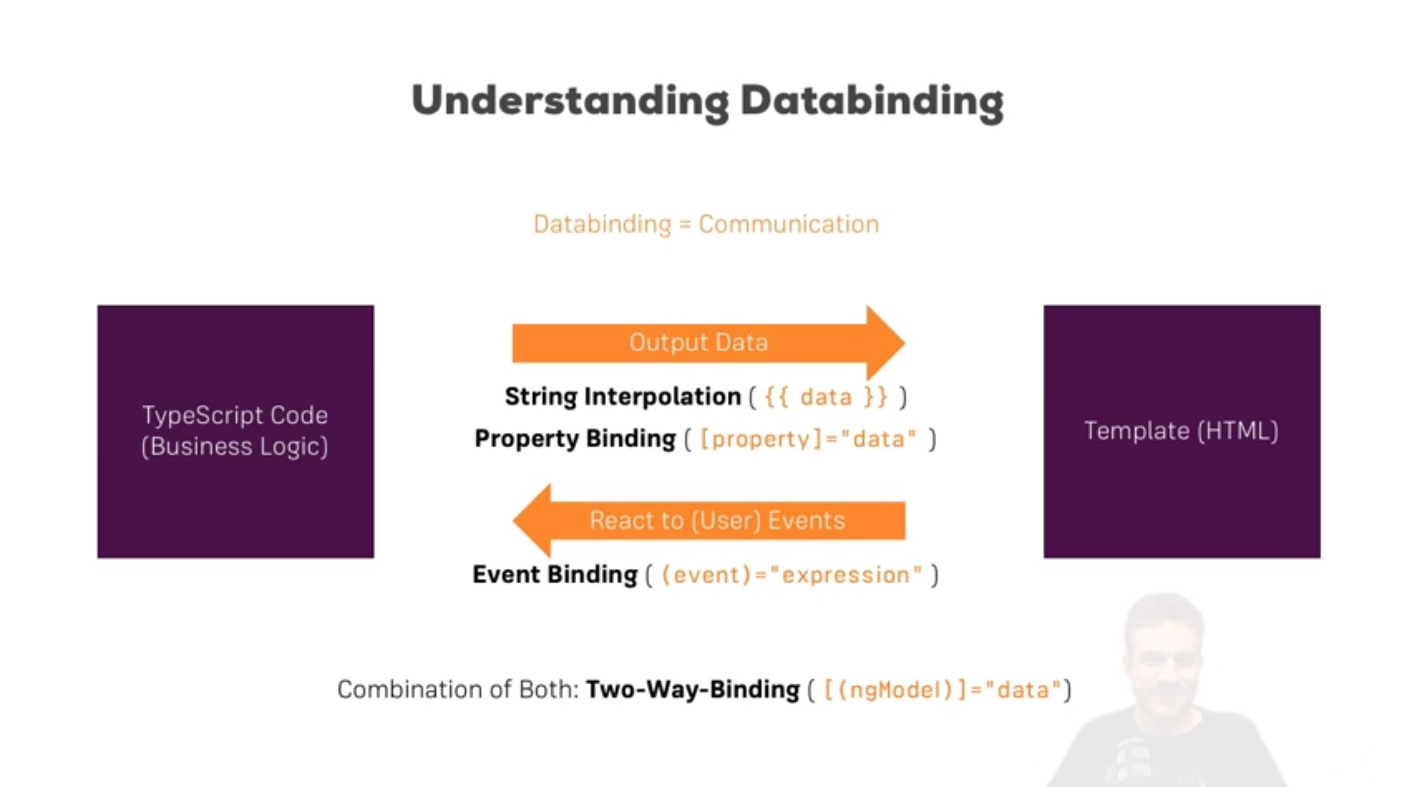 Understanding Databinding
Databinding = Communication
TypeScript Code
(Business Logic)
Output Data
String Interpolation ( {{ data }} )
Property Binding ( [property]="data" )
React to (User) Events
Event Binding ( (event)="expression" )
Template (HTML)
Combination of Both: Two-Way-Binding ( [(ngModel)]="data")